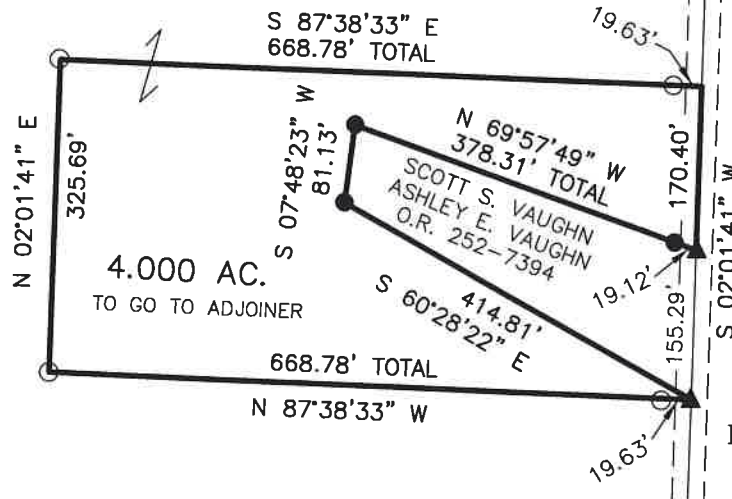 S 87°38'33" E
668.78' TOTAL
19.63'
N 02°01'41" E
325.69'
S 07°48'23" W
81.13'
N 69°57'49" W
378.31' TOTAL
SCOTT S. VAUGHN
ASHLEY E. VAUGHN
O.R. 252-7394
170.40'
S 02°01'41" W
4.000 AC.
TO GO TO ADJOINER
19.12'
155.29'
414.81'
S 60°28'22" E
668.78' TOTAL
N 87°38'33" W
19.63'